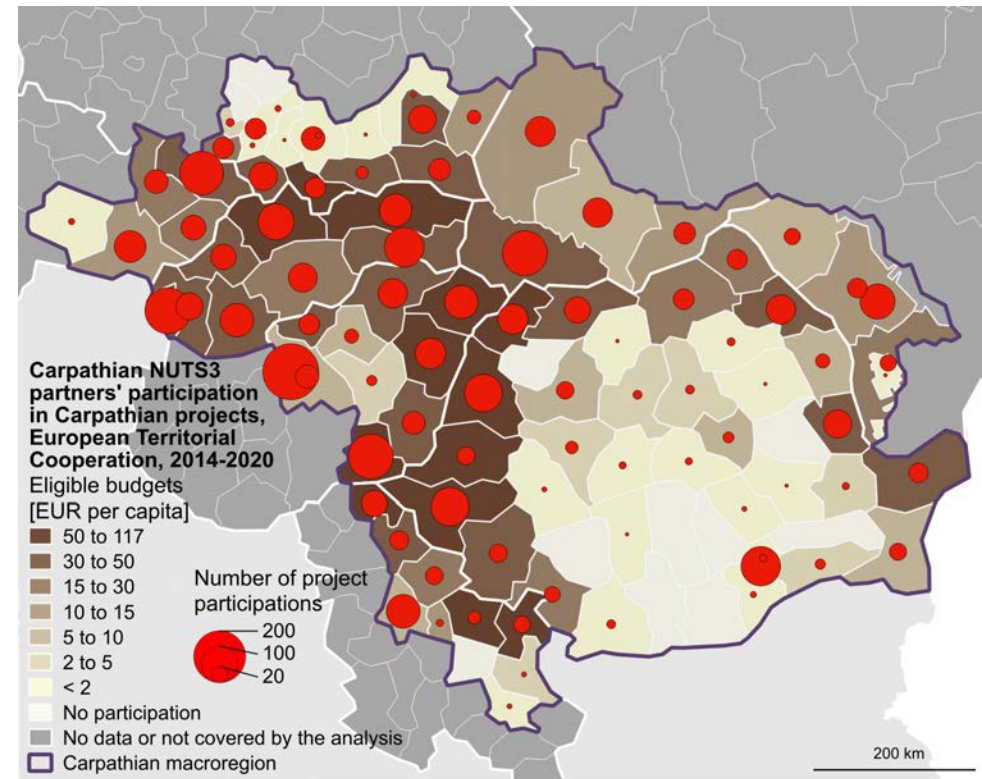 Carpathian NUTS3
partners' participation
in Carpathian projects,
European Territorial
Cooperation, 2014-2020
Eligible budgets
[EUR per capita]
50 to 117
30 to 50
15 to 30
10 to 15
5 to 10
2 to 5
< 2
No participation
No data or not covered by the analysis
Carpathian macroregion
Number of project
participations
200
100
20
200 km